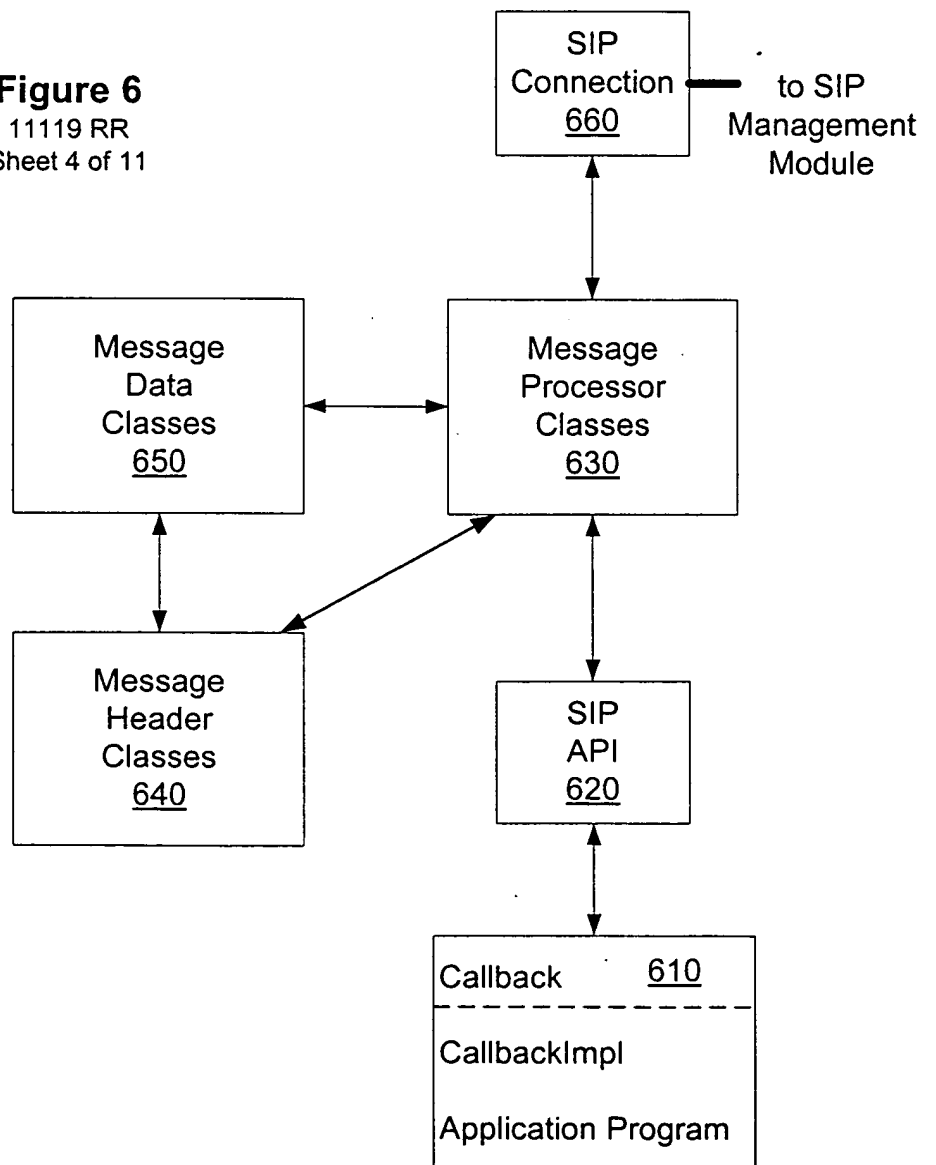 Figure 6
11119 RR
Sheet 4 of 11
SIP
Connection
660
to SIP
Management
Module
Message
Data
Classes
650
Message
Processor
Classes
630
Message
Header
Classes
640
SIP
API
620
Callback 610
CallbackImpl
Application Program